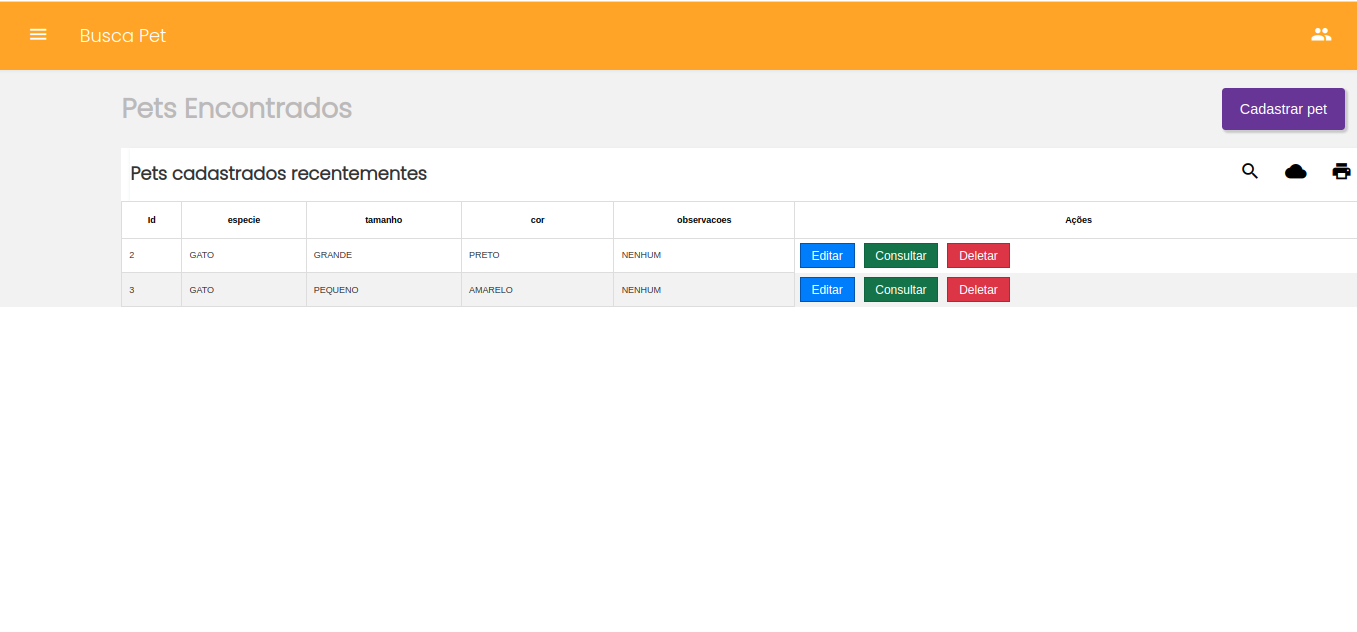 Busca Pet
Pets Encontrados
Cadastrar pet
Pets cadastrados recentementes
Id especie tamanho cor observacoes Ações
2 GATO GRANDE PRETO NENHUM Editar Consultar Deletar
3 GATO PEQUENO AMARELO NENHUM Editar Consultar Deletar